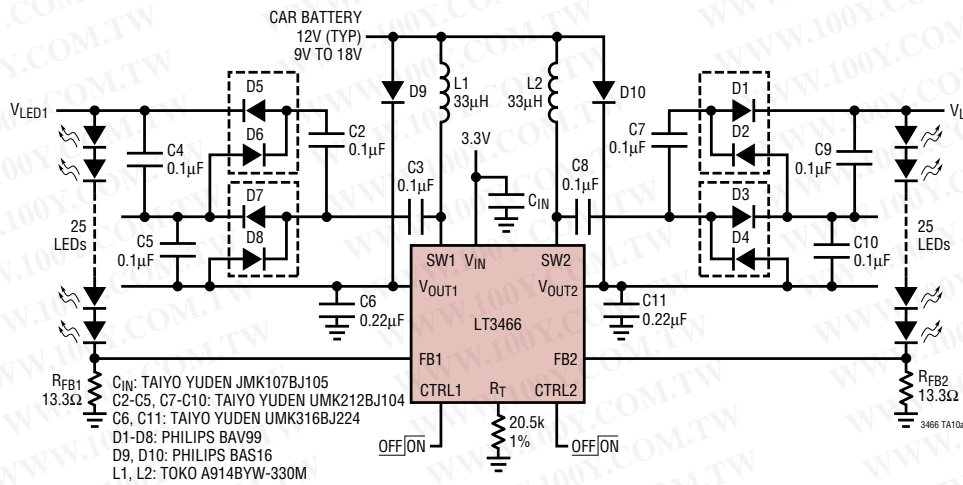 CAR BATTERY
12V (TYP)
9V TO 18V
D9
L1
33µH
L2
33µH
D10
VLED1
D5
D6
C2
0.1µF
C4
0.1µF
3.3V
C3
0.1µF
C8
0.1µF
CIN
C7
0.1µF
D1
D2
C9
0.1µF
VL
25
LEDs
C5
0.1µF
D7
D8
D3
D4
C10
0.1µF
25
LEDs
SW1
VIN
SW2
VOUT1
VOUT2
C6
0.22µF
LT3466
C11
0.22µF
FB1
FB2
CTRL1
RT
CTRL2
RFB1
13.3Ω
RFB2
13.3Ω
20.5k
1%
OFF ON
OFF ON
3466 TA10a
CIN: TAIYO YUDEN JMK107BJ105
C2-C5, C7-C10: TAIYO YUDEN UMK212BJ104
C6, C11: TAIYO YUDEN UMK316BJ224
D1-D8: PHILIPS BAV99
D9, D10: PHILIPS BAS16
L1, L2: TOKO A914BYW-330M
WWW.100Y.COM.TW